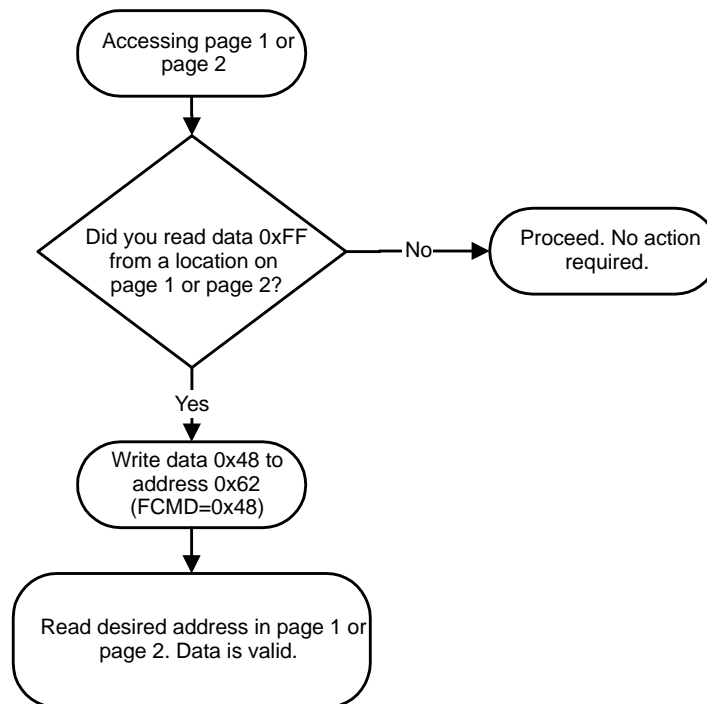 Accessing page 1 or
page 2
Did you read data 0xFF
from a location on
page 1 or page 2?
No
Proceed. No action
required.
Yes
Write data 0x48 to
address 0x62
(FCMD=0x48)
Read desired address in page 1 or
page 2. Data is valid.